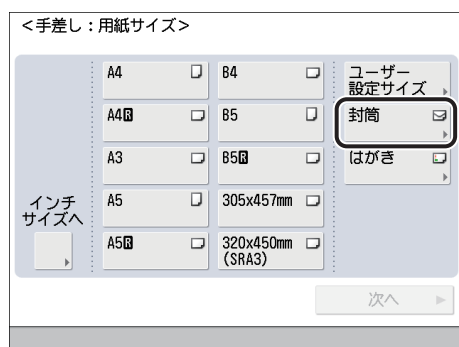 <手差し:用紙サイズ>
A4
B4
ユーザー
設定サイズ
A4R
B5
封筒
A3
B5R
はがき
インチ
サイズへ
A5
305x457mm
A5R
320x450mm
(SRA3)
次へ